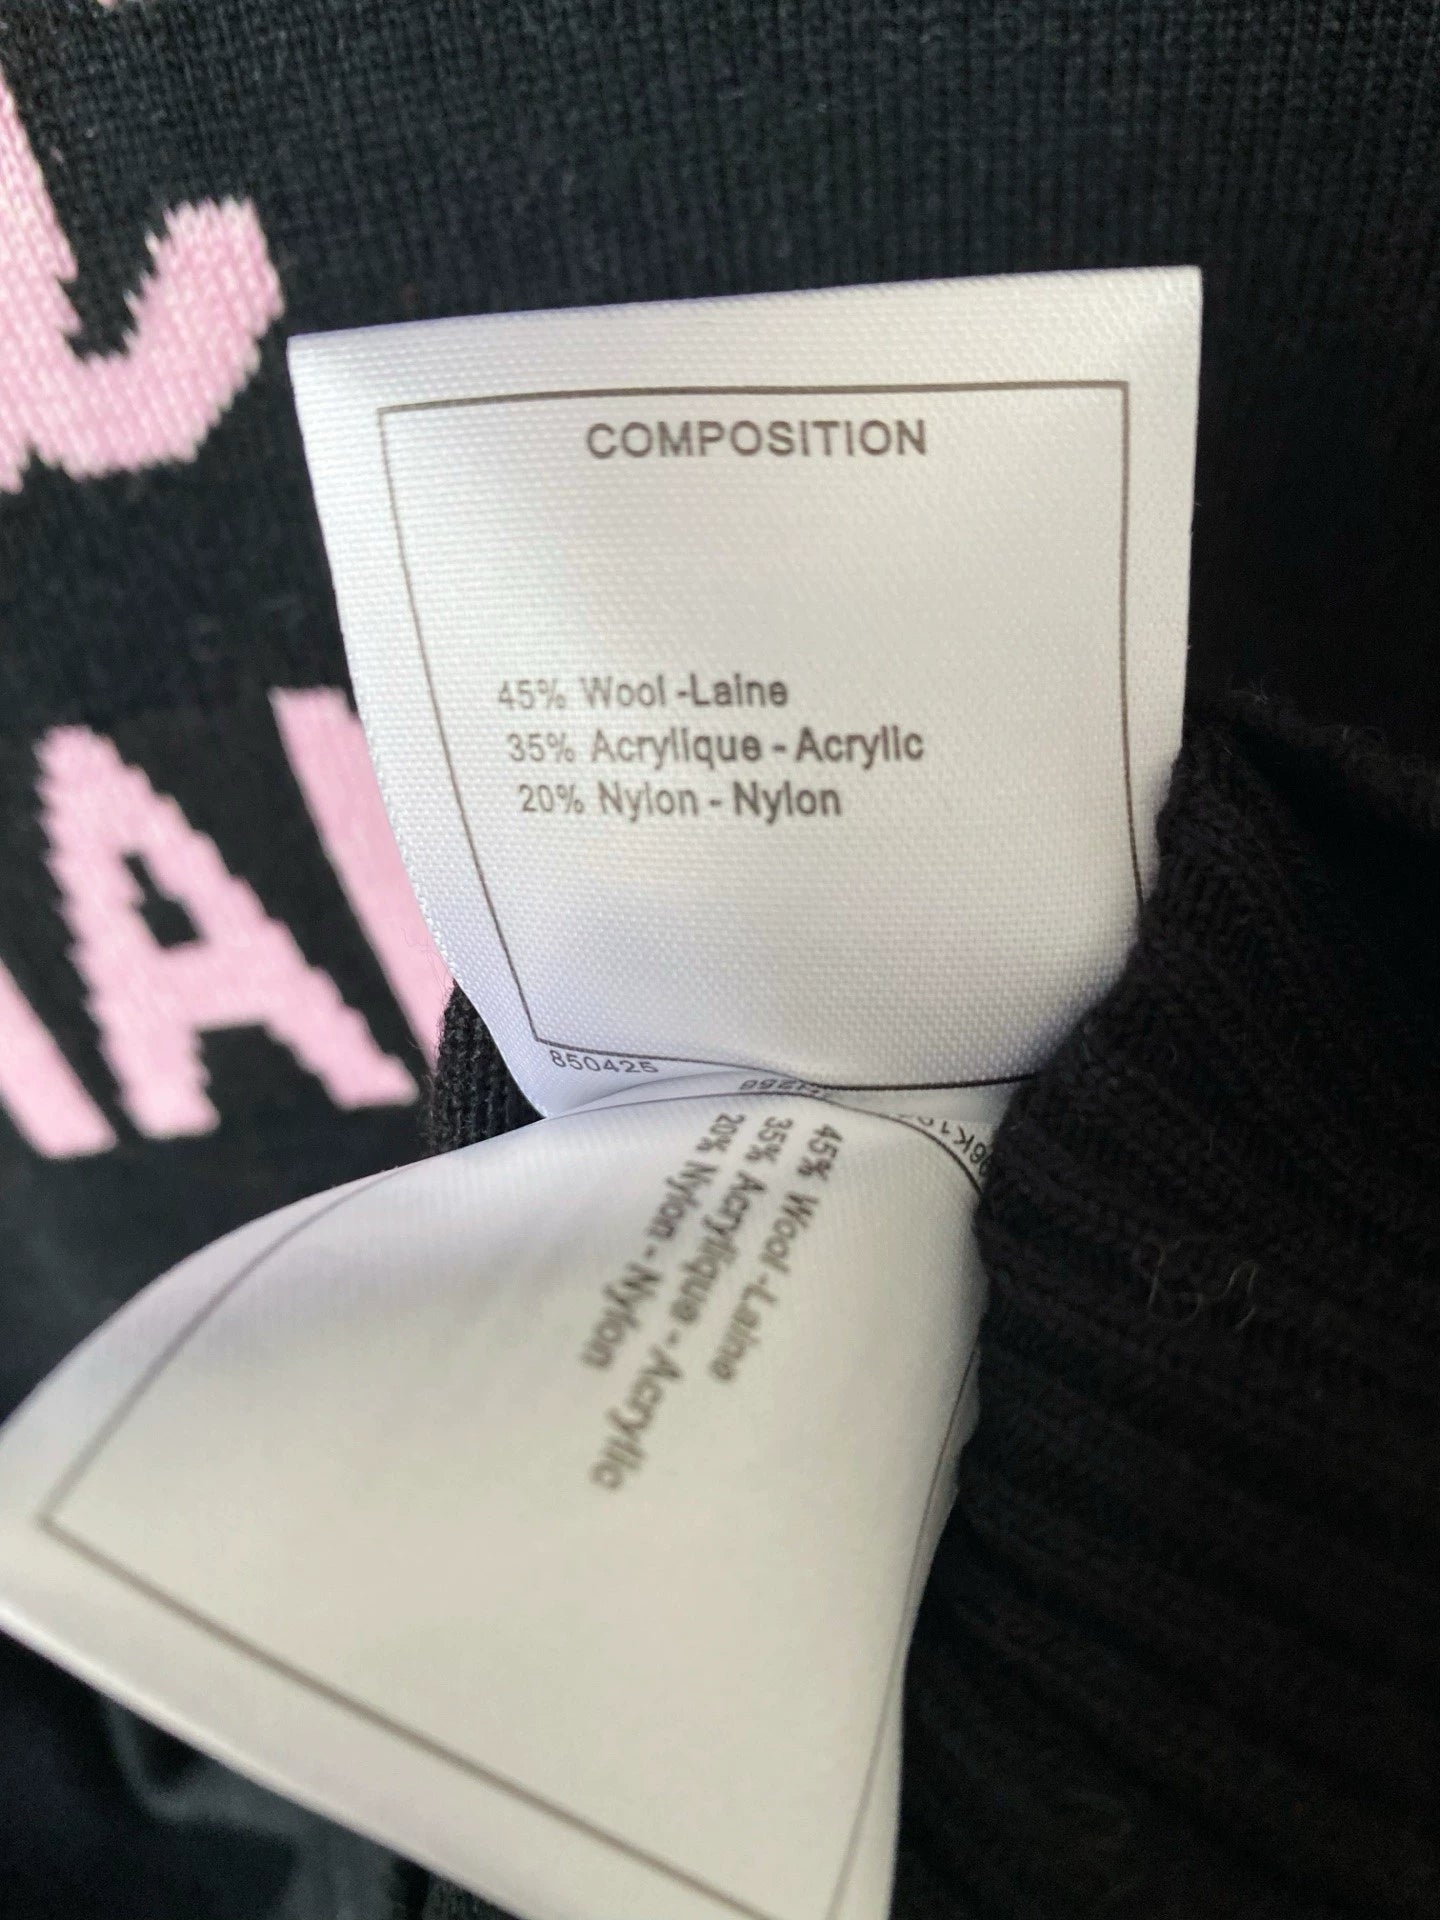 COMPOSITION
45% Wool -Laine
35% Acrylique - Acrylic
20% Nylon - Nylon
850425
45% Wool -Laine
35% Acrylique - Acrylic
20% Nylon - Nylon